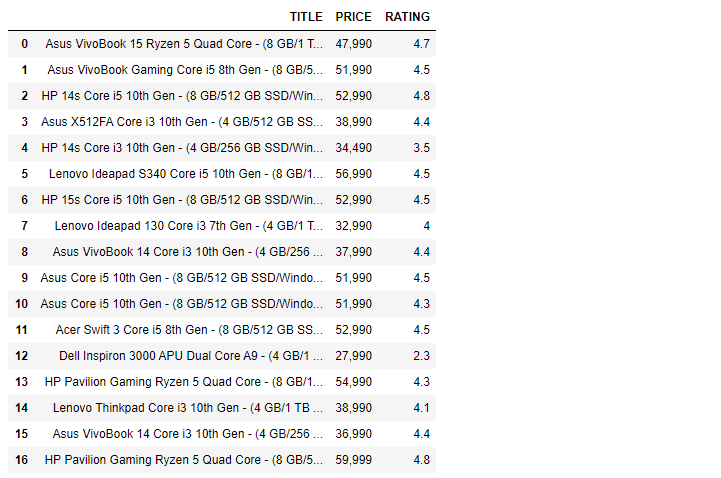 TITLE PRICE RATING
0 Asus VivoBook 15 Ryzen 5 Quad Core - (8 GB/1 T... 47,990 4.7
1 Asus VivoBook Gaming Core i5 8th Gen - (8 GB/5... 51,990 4.5
2 HP 14s Core i5 10th Gen - (8 GB/512 GB SSD/Win... 52,990 4.8
3 Asus X512FA Core i3 10th Gen - (4 GB/512 GB SS... 38,990 4.4
4 HP 14s Core i3 10th Gen - (4 GB/256 GB SSD/Win... 34,490 3.5
5 Lenovo Ideapad S340 Core i5 10th Gen - (8 GB/1... 56,990 4.5
6 HP 15s Core i5 10th Gen - (8 GB/512 GB SSD/Win... 52,990 4.5
7 Lenovo Ideapad 130 Core i3 7th Gen - (4 GB/1 T... 32,990 4
8 Asus VivoBook 14 Core i3 10th Gen - (4 GB/256 ... 37,990 4.4
9 Asus Core i5 10th Gen - (8 GB/512 GB SSD/Windo... 51,990 4.5
10 Asus Core i5 10th Gen - (8 GB/512 GB SSD/Windo... 51,990 4.3
11 Acer Swift 3 Core i5 8th Gen - (8 GB/512 GB SS... 52,990 4.5
12 Dell Inspiron 3000 APU Dual Core A9 - (4 GB/1 ... 27,990 2.3
13 HP Pavilion Gaming Ryzen 5 Quad Core - (8 GB/1... 54,990 4.3
14 Lenovo Thinkpad Core i3 10th Gen - (4 GB/1 TB ... 38,990 4.1
15 Asus VivoBook 14 Core i3 10th Gen - (4 GB/256 ... 36,990 4.4
16 HP Pavilion Gaming Ryzen 5 Quad Core - (8 GB/5... 59,999 4.8